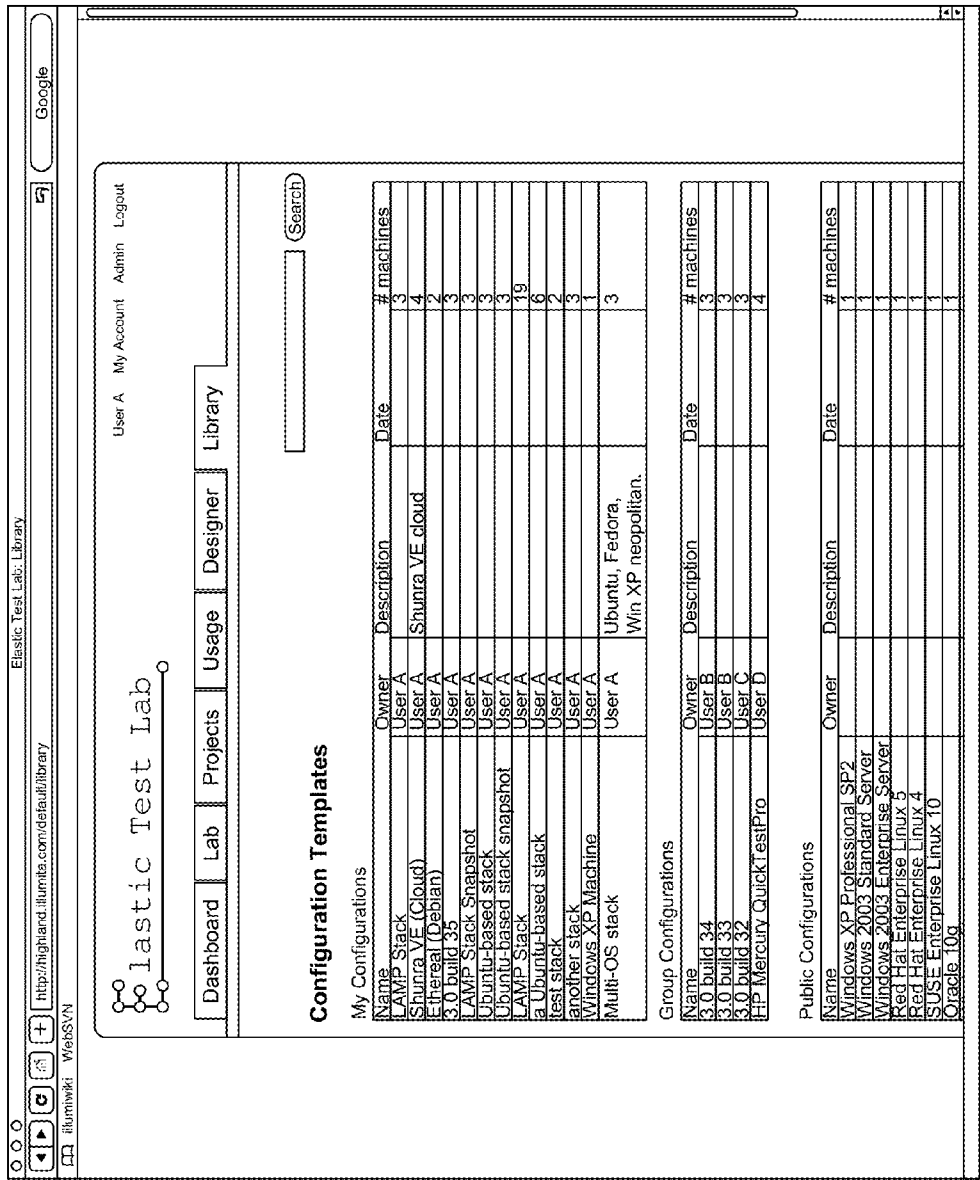 Elastic Test Lab: Library
http://highland.illumita.com/default/library
Google
illumiwiki WebSVN
User A My Account Admin Logout
Elastic Test Lab
Dashboard Lab Projects Usage Designer Library
Search
Configuration Templates
My Configurations
Name Owner Description Date # machines
LAMP Stack User A 3
Shunra VE (Cloud) User A Shunra VE cloud 4
Ethereal (Debian) User A 2
3.0 build 35 User A 3
LAMP Stack Snapshot User A 3
Ubuntu-based stack User A 3
Ubuntu-based stack snapshot User A 3
LAMP Stack User A 19
a Ubuntu-based stack User A 6
test stack User A 2
another stack User A 3
Windows XP Machine User A 1
Multi-OS stack User A Ubuntu, Fedora, 3
Win XP neopolitan.
Group Configurations
Name Owner Description Date # machines
3.0 build 34 User B 3
3.0 build 33 User B 3
3.0 build 32 User C 3
HP Mercury QuickTestPro User D 4
Public Configurations
Name Owner Description Date # machines
Windows XP Professional SP2 1
Windows 2003 Standard Server 1
Windows 2003 Enterprise Server 1
Red Hat Enterprise Linux 5 1
Red Hat Enterprise Linux 4 1
SUSE Enterprise Linux 10 1
Oracle 10g 1